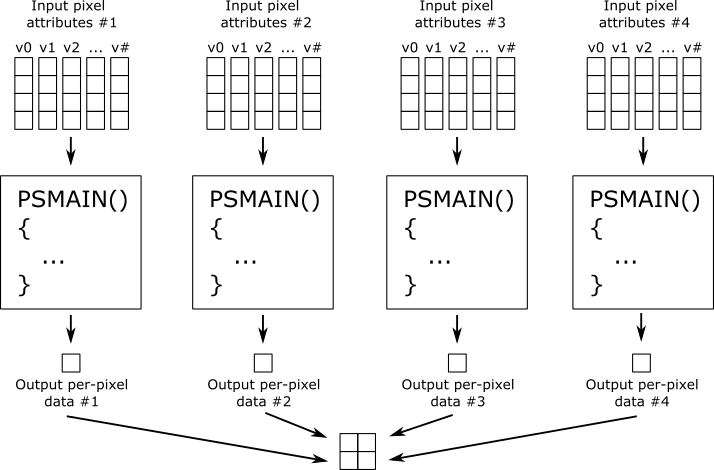 Input pixel
attributes #1
Input pixel
attributes #2
Input pixel
attributes #3
Input pixel
attributes #4
v0 v1 v2 ... v#
v0 v1 v2 ... v#
v0 v1 v2 ... v#
v0 v1 v2 ... v#
PSMAIN()
{
...
}
PSMAIN()
{
...
}
PSMAIN()
{
...
}
PSMAIN()
{
...
}
Output per-pixel
data #1
Output per-pixel
data #2
Output per-pixel
data #3
Output per-pixel
data #4